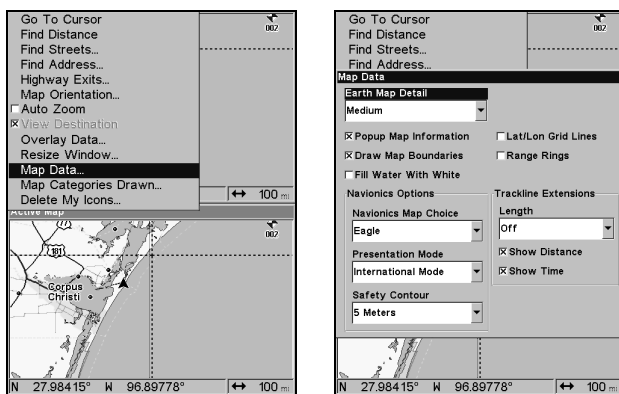 Go To Cursor
Find Distance
Find Streets...
Find Address...
Highway Exits...
Map Orientation...
Auto Zoom
View Destination
Overlay Data...
Resize Window...
Map Data...
Map Categories Drawn...
Delete My Icons...
002
↔ 100 mi
Active Map
77
181
002
Corpus
Christi
N 27.98415° W 96.89778° ↔ 100 mi
Go To Cursor
Find Distance
Find Streets...
Find Address...
002
Map Data
Earth Map Detail
Medium
Popup Map Information
Lat/Lon Grid Lines
Draw Map Boundaries
Range Rings
Fill Water With White
Navionics Options
Navionics Map Choice
Eagle
Presentation Mode
International Mode
Safety Contour
5 Meters
Trackline Extensions
Length
Off
Show Distance
Show Time
N 27.98415° W 96.89778° ↔ 100 mi